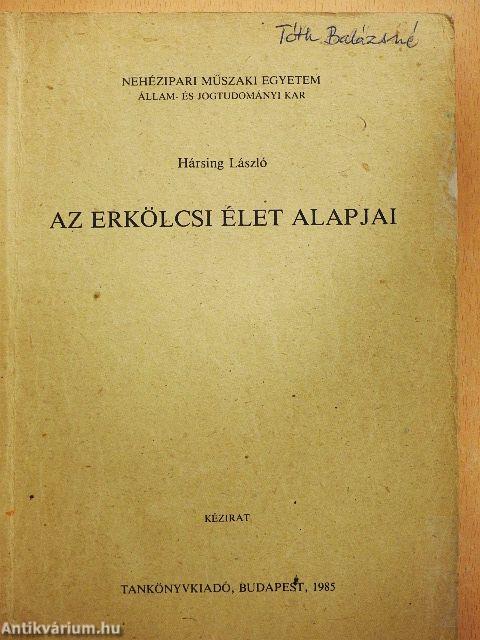 Tóth Balázsné
NEHÉZIPARI MŰSZAKI EGYETEM
ÁLLAM- ÉS JOGTUDOMÁNYI KAR
Hársing László
AZ ERKÖLCSI ÉLET ALAPJAI
KÉZIRAT
TANKÖNYVKIADÓ, BUDAPEST, 1985
Antikvárium.hu